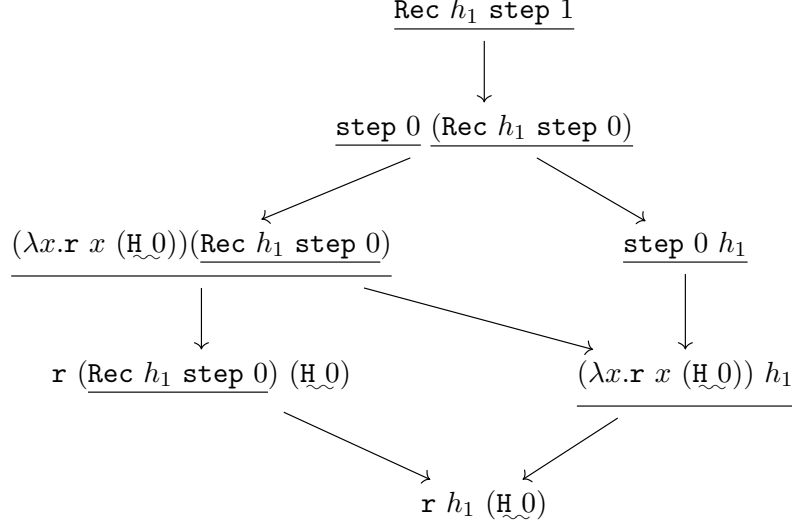 Rec h₁ step 1
step 0 (Rec h₁ step 0)
(λx.r x (H 0))(Rec h₁ step 0)
step 0 h₁
r (Rec h₁ step 0) (H 0)
(λx.r x (H 0)) h₁
r h₁ (H 0)